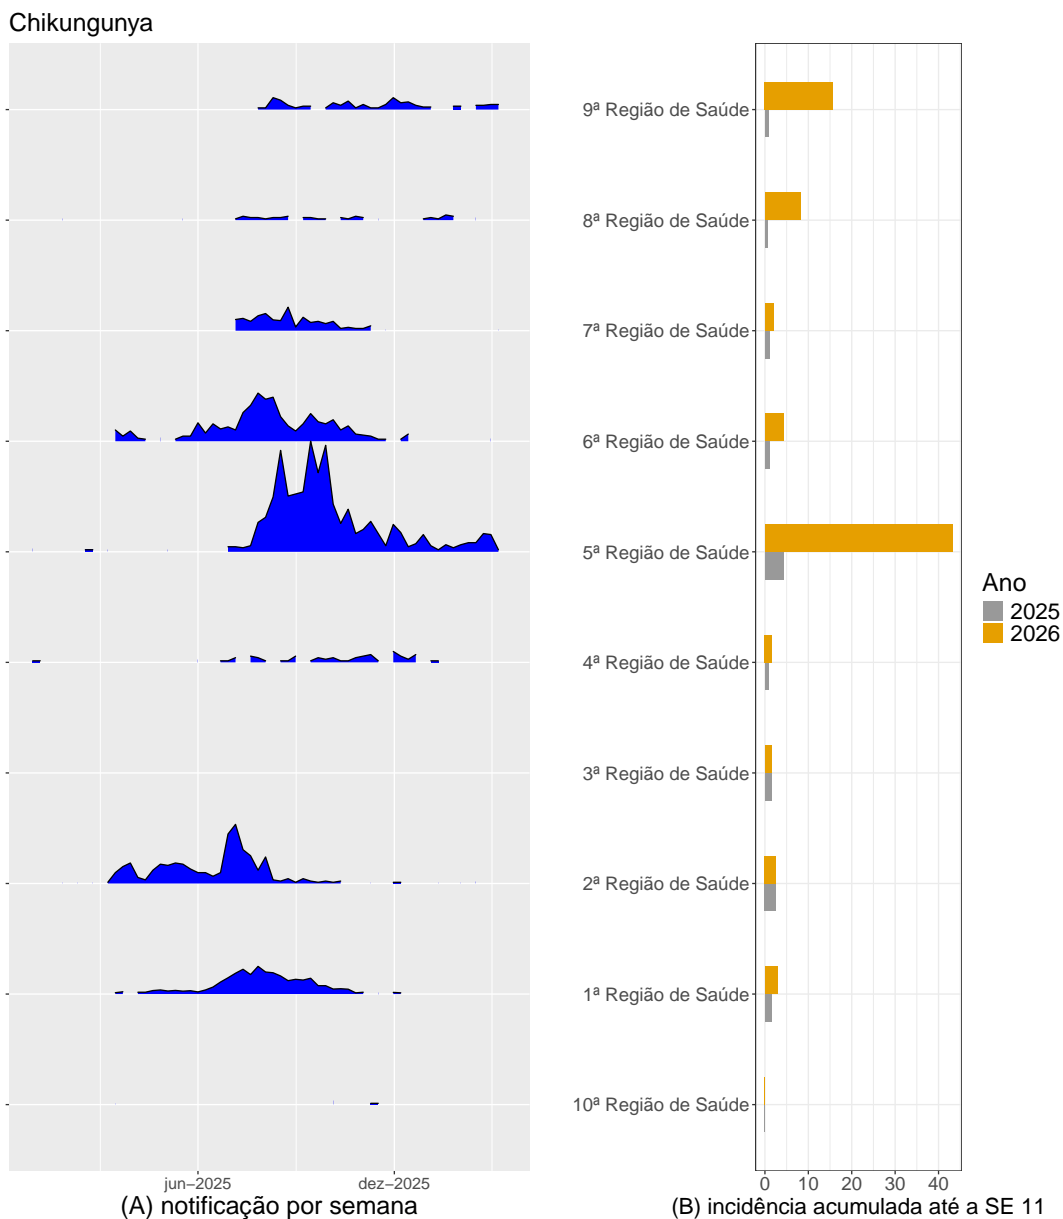 Chikungunya
9ª Região de Saúde
8ª Região de Saúde
7ª Região de Saúde
6ª Região de Saúde
5ª Região de Saúde
4ª Região de Saúde
3ª Região de Saúde
2ª Região de Saúde
1ª Região de Saúde
10ª Região de Saúde
Ano
2025
2026
jun−2025 dez−2025
0 10 20 30 40
(A) notificação por semana
(B) incidência acumulada até a SE 11